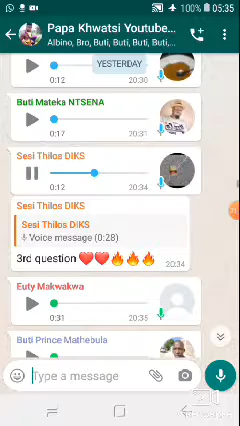 100% 05:35
Papa Khwatsi Youtube...
Albino, Bro, Buti, Buti, Buti, Buti,...
YESTERDAY
0:12 20:30
Buti Mateka NTSENA
0:17 20:31
Sesi Thilos DIKS
0:12 20:34
Sesi Thilos DIKS
Sesi Thilos DIKS
Voice message (0:28)
3rd question ❤️❤️🔥🔥🔥
20:34
Euty Makwakwa
0:31 20:35
Buti Prince Mathebula
Type a message